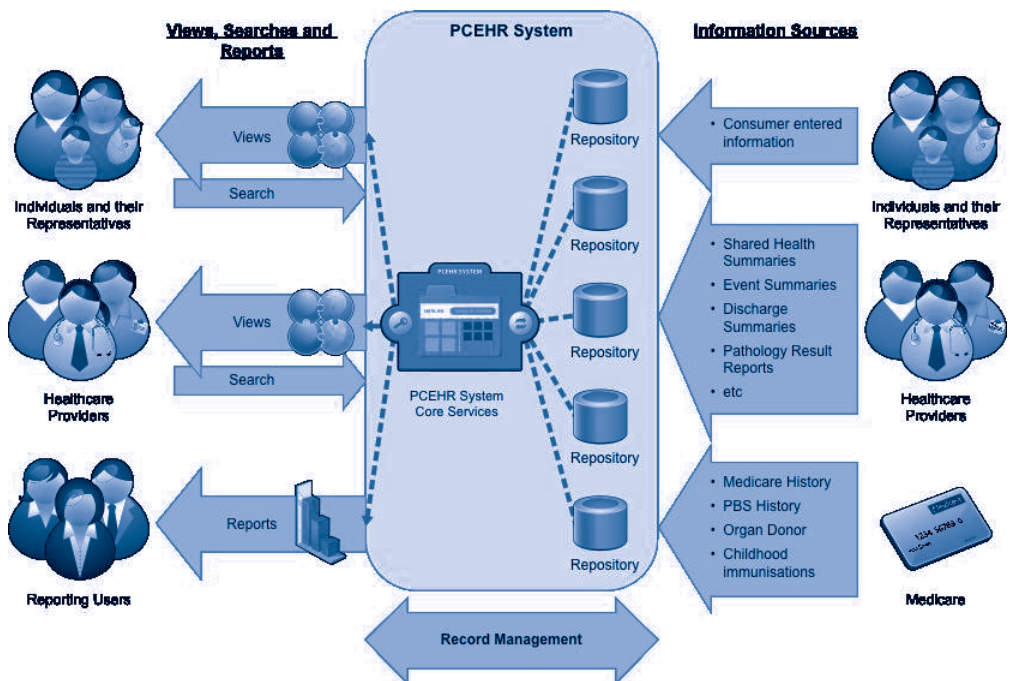 Views, Searches and
Reports
PCEHR System
Information Sources
Views
Search
Individuals and their
Representatives
Views
Search
Healthcare
Providers
Reports
Reporting Users
PCEHR SYSTEM
PCEHR System
Core Services
Repository
Repository
Repository
Repository
Repository
• Consumer entered
information
Individuals and their
Representatives
• Shared Health
Summaries
• Event Summaries
• Discharge
Summaries
• Pathology Result
Reports
• etc
Healthcare
Providers
• Medicare History
• PBS History
• Organ Donor
• Childhood
immunisations
Medicare
Record Management